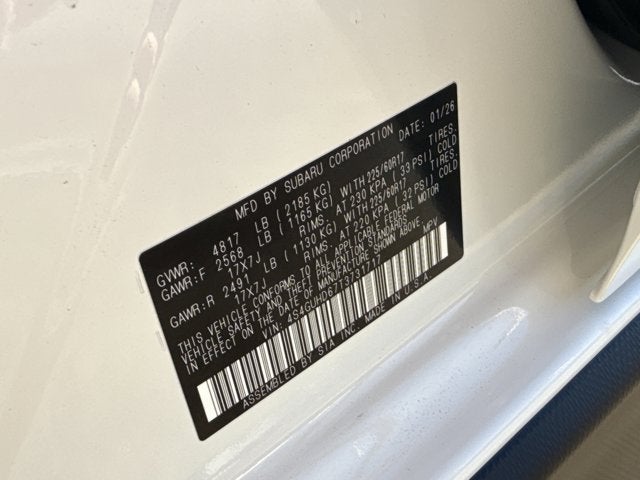 MFD BY SUBARU CORPORATION DATE: 01/26
GVWR: 4817 LB (2185 KG)
GAWR:F 2568 LB (1165 KG) WITH 225/60R17 TIRES.
17X7J RIMS. AT 230 KPA (33 PSI) COLD
GAWR:R 2491 LB (1130 KG) WITH 225/60R17 TIRES.
17X7J RIMS. AT 220 KPA (32 PSI) COLD
THIS VEHICLE CONFORMS TO ALL APPLICABLE FEDERAL MOTOR
VEHICLE SAFETY AND THEFT PREVENTION STANDARDS
IN EFFECT ON THE DATE OF MANUFACTURE SHOWN ABOVE.
VIN: MPV
ASSEMBLED BY SIA INC. MADE IN U.S.A.